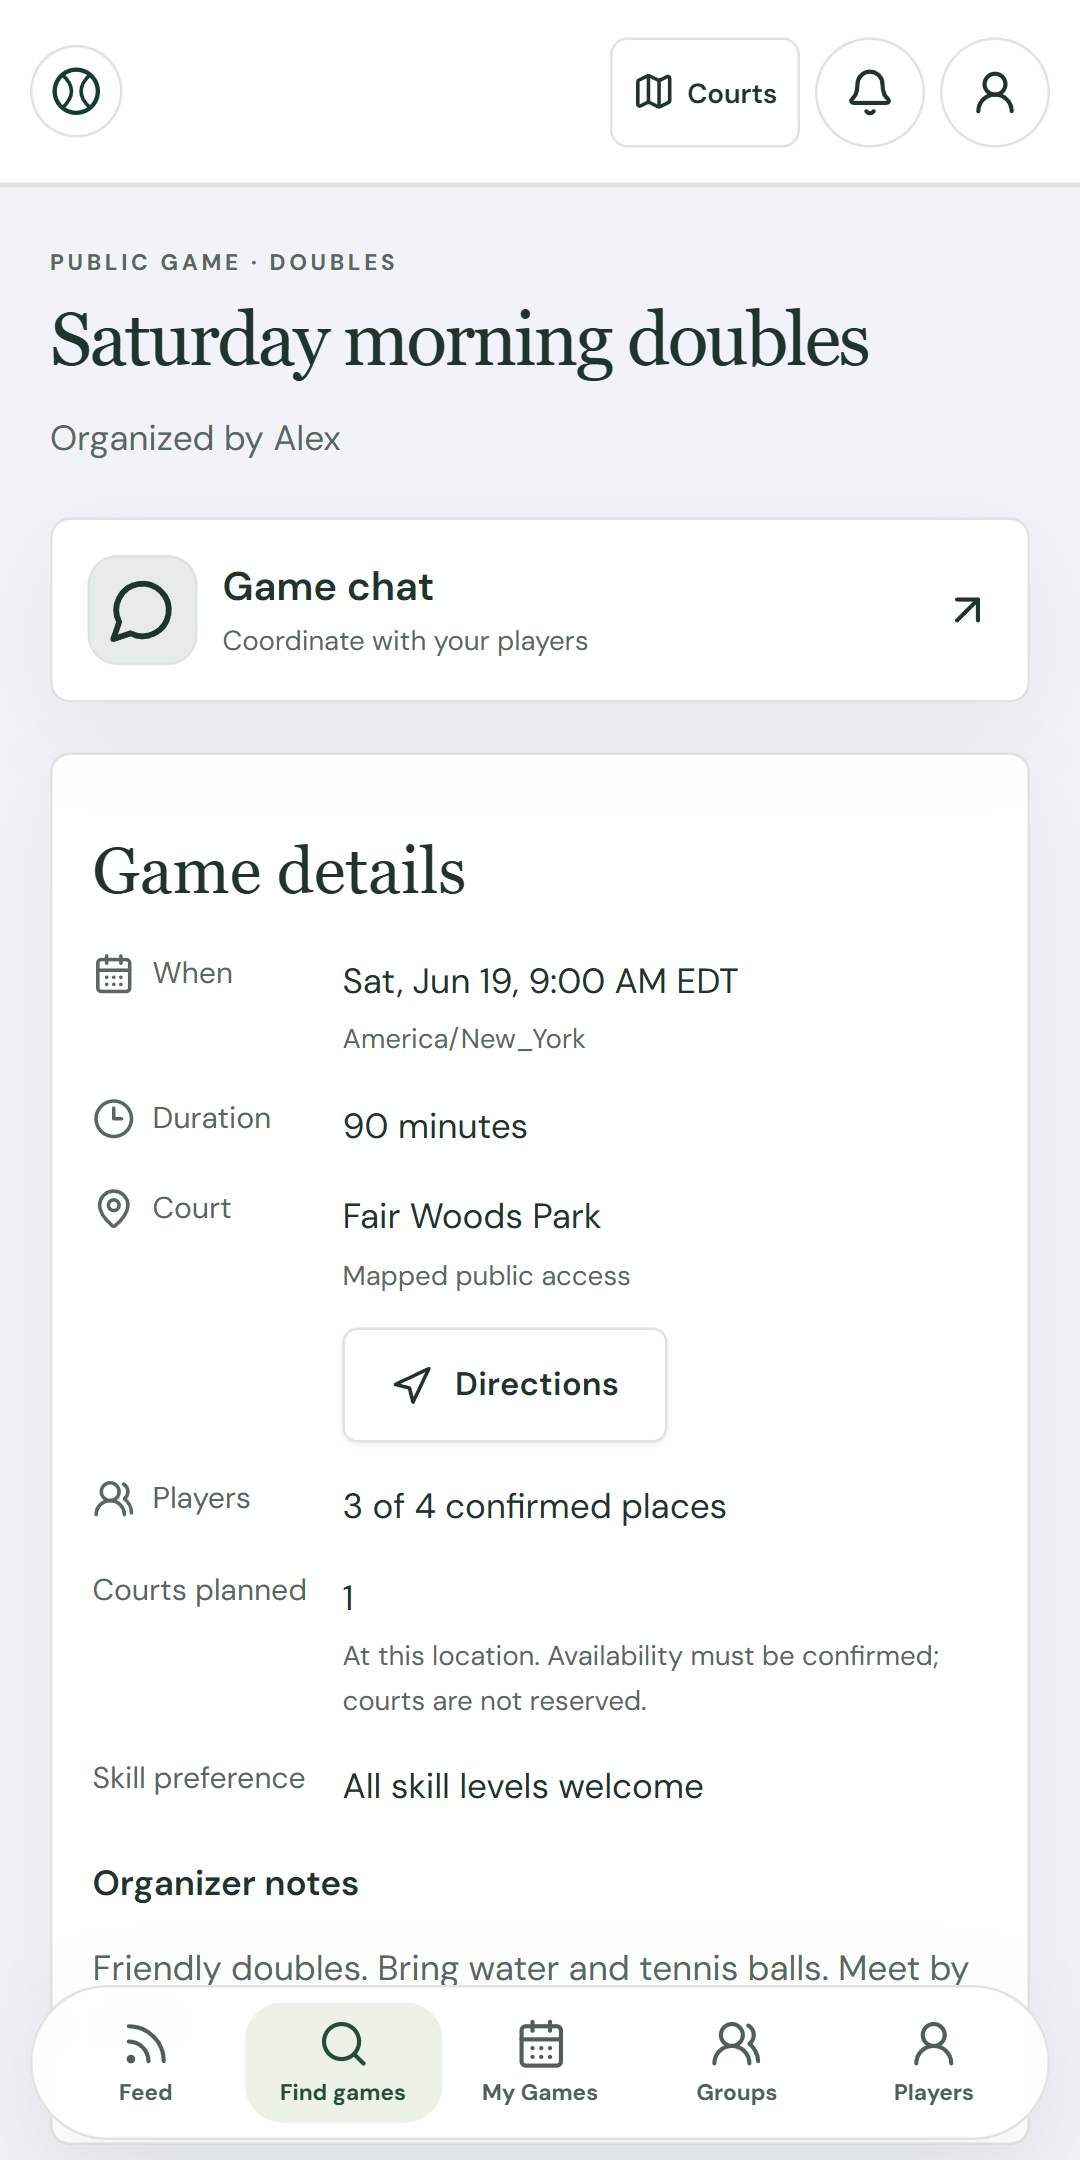 Courts
PUBLIC GAME · DOUBLES
Saturday morning doubles
Organized by Alex
Game chat
Coordinate with your players
Game details
When
Sat, Jun 19, 9:00 AM EDT
America/New_York
Duration
90 minutes
Court
Fair Woods Park
Mapped public access
Directions
Players
3 of 4 confirmed places
Courts planned
1
At this location. Availability must be confirmed;
courts are not reserved.
Skill preference
All skill levels welcome
Organizer notes
Friendly doubles. Bring water and tennis balls. Meet by
Feed
Find games
My Games
Groups
Players